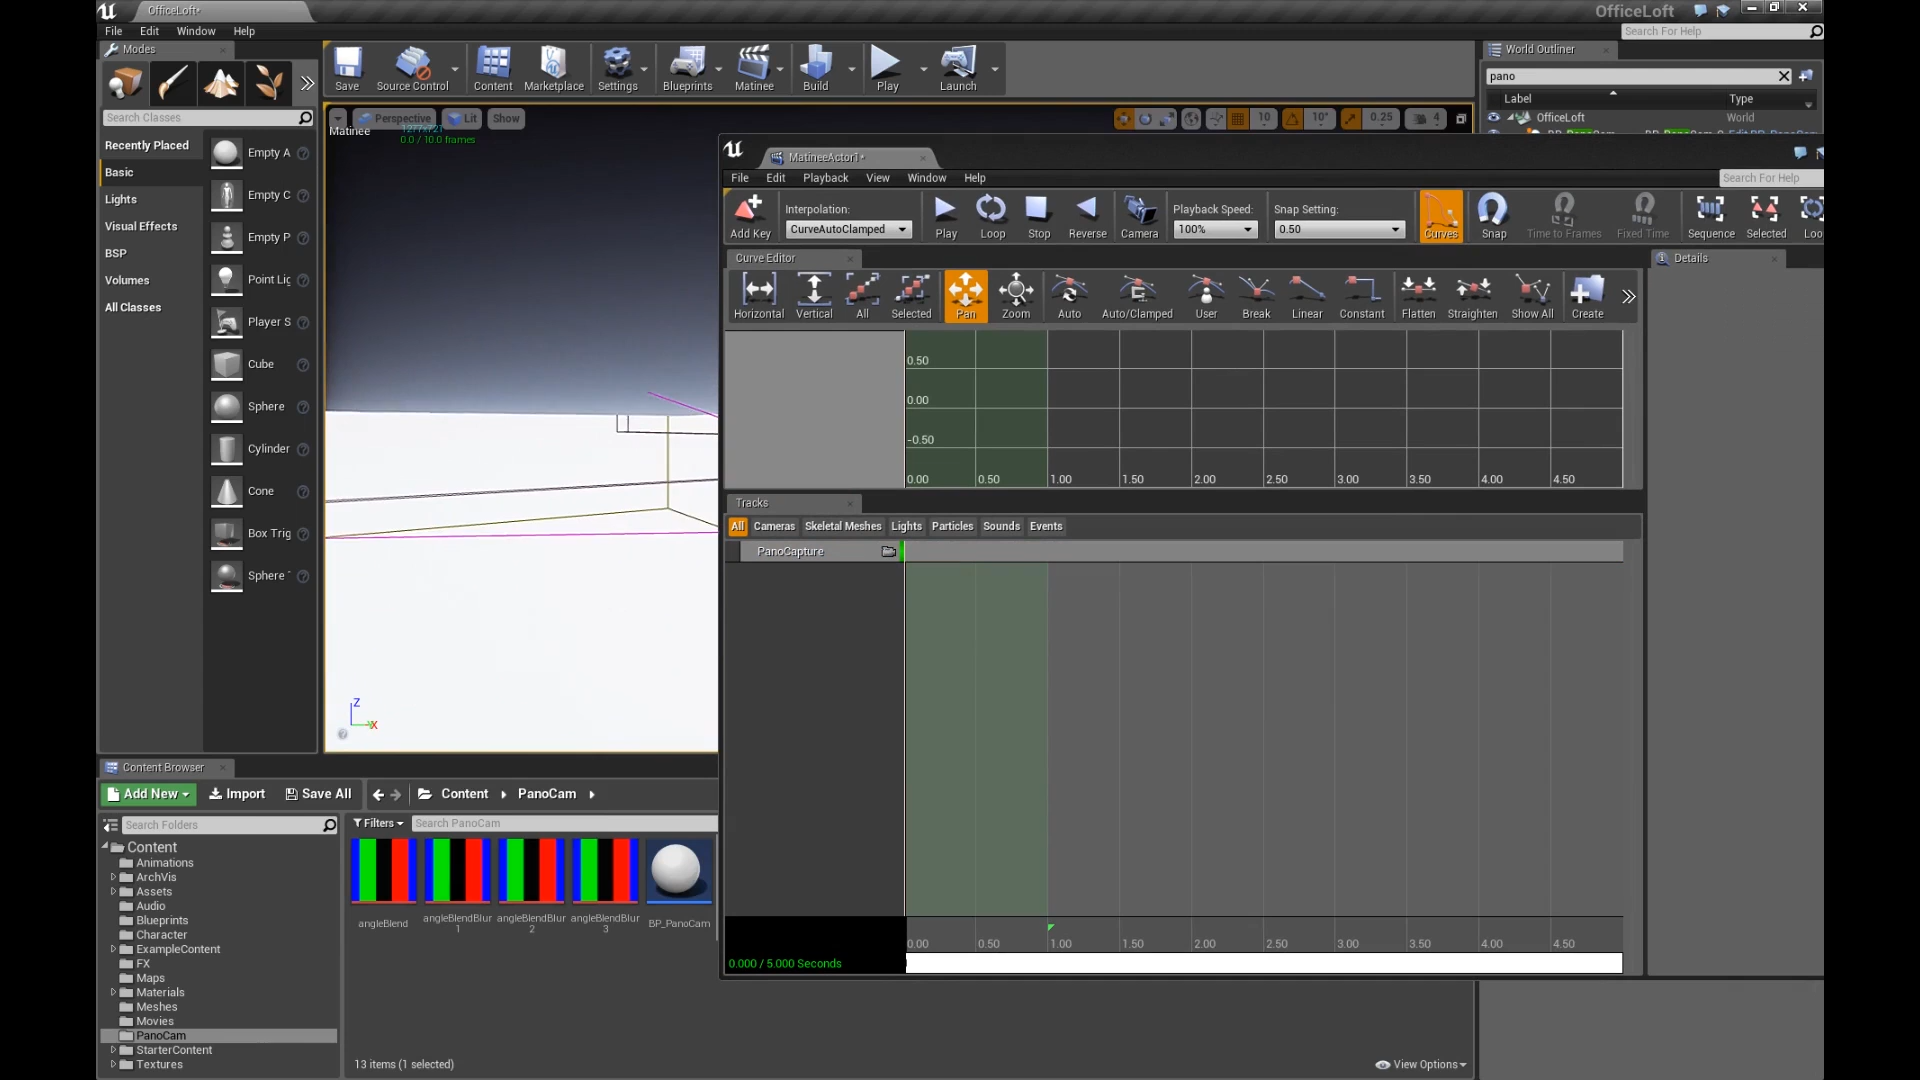 OfficeLoft*
OfficeLoft
File Edit Window Help
Search For Help
Modes
World Outliner
Save Source Control Content Marketplace Settings Blueprints Matinee Build Play Launch
pano
Label Type
Search Classes
Perspective Lit Show
10 10° 0.25 4
OfficeLoft World
Matinee
0.0 / 10.0 frames
Recently Played
Basic
Lights
Visual Effects
BSP
Volumes
All Classes
Empty A
Empty C
Empty P
Point Lig
Player S
Cube
Sphere
Cylinder
Cone
Box Trig
Sphere
MatineeActor1*
File Edit Playback View Window Help
Search For Help
Add Key
Interpolation:
CurveAutoClamped
Play Loop Stop Reverse Camera
Playback Speed:
100%
Snap Setting:
0.50
Curves Snap Time to Frames Fixed Time Sequence Selected Loo
Curve Editor
Details
Horizontal Vertical All Selected Pan Zoom Auto Auto/Clamped User Break Linear Constant Flatten Straighten Show All Create
0.50
0.00
-0.50
0.00 0.50 1.00 1.50 2.00 2.50 3.00 3.50 4.00 4.50
Tracks
All Cameras Skeletal Meshes Lights Particles Sounds Events
PanoCapture
0.00 0.50 1.00 1.50 2.00 2.50 3.00 3.50 4.00 4.50
0.000 / 5.000 Seconds
Z
X
Content Browser
Add New Import Save All Content PanoCam
Search Folders
Filters Search PanoCam
Content
Animations
ArchVis
Assets
Audio
Blueprints
Character
ExampleContent
FX
Maps
Materials
Meshes
Movies
PanoCam
StarterContent
Textures
angleBlend
angleBlendBlur
1
angleBlendBlur
2
angleBlendBlur
3
BP_PanoCam
13 items (1 selected)
View Options